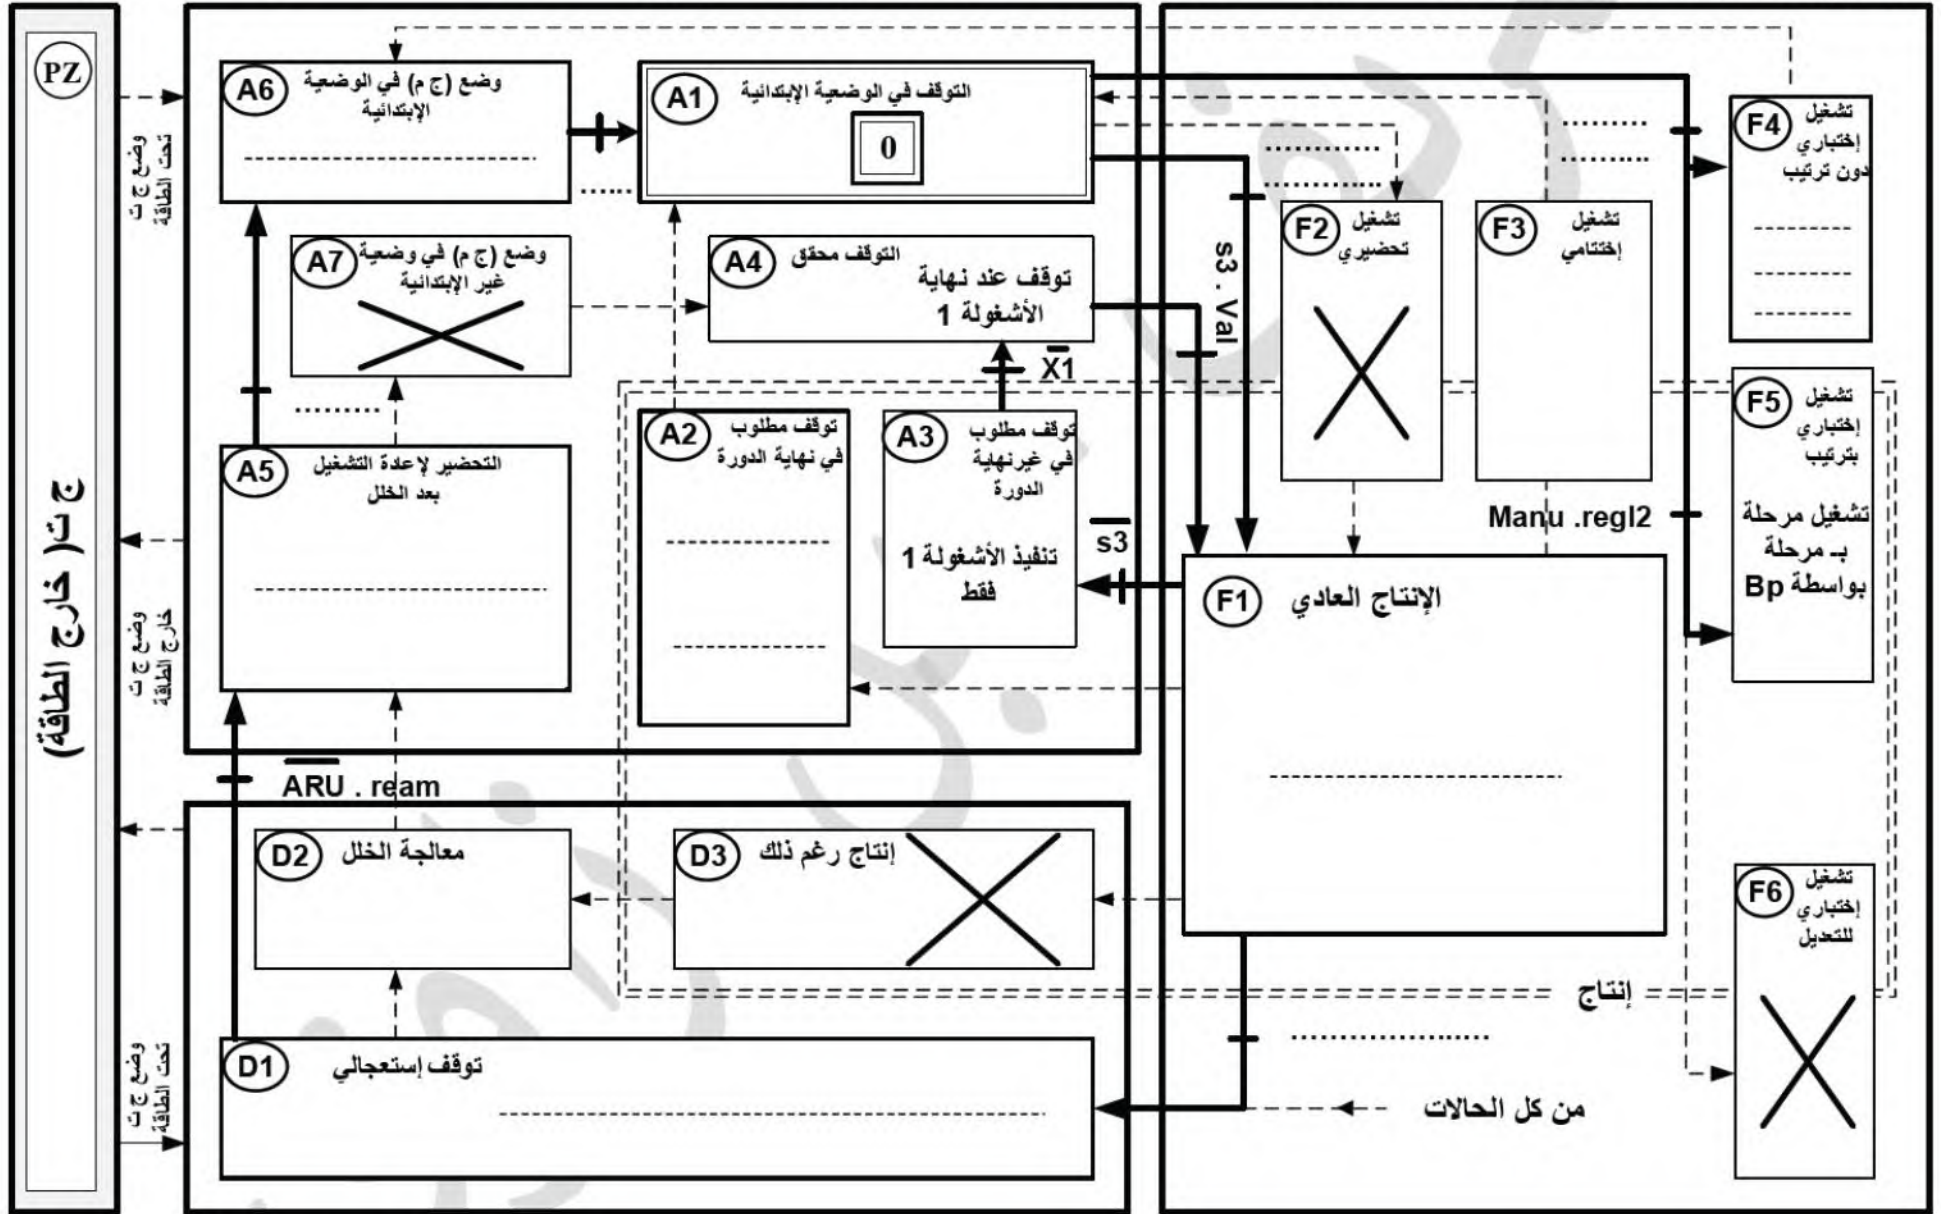 PZ
ج ت( خارج الطاقة)
وضع ج ت
تحت الطاقة
وضع ج ت
خارج الطاقة
وضع ج ت
تحت الطاقة
A6
وضع (ج م) في الوضعية
الإبتدائية
A1
التوقف في الوضعية الإبتدائية
0
A7
وضع (ج م) في وضعية
غير الإبتدائية
A4
التوقف محقق
توقف عند نهاية
الأشغولة 1
X̅1
A5
التحضير لإعادة التشغيل
بعد الخلل
A2
توقف مطلوب
في نهاية الدورة
A3
توقف مطلوب
في غيرنهاية
الدورة
تنفيذ الأشغولة 1
فقط
s̅3̅
s3 . Val
F2
تشغيل
تحضيري
F3
تشغيل
إختتامي
F4
تشغيل
إختباري
دون ترتيب
F5
تشغيل
إختباري
بترتيب
تشغيل مرحلة
بـ مرحلة
بواسطة Bp
Manu .regl2
F1
الإنتاج العادي
F6
تشغيل
إختباري
للتعديل
A̅R̅U̅ . ream
D2
معالجة الخلل
D3
إنتاج رغم ذلك
إنتاج
D1
توقف إستعجالي
من كل الحالات